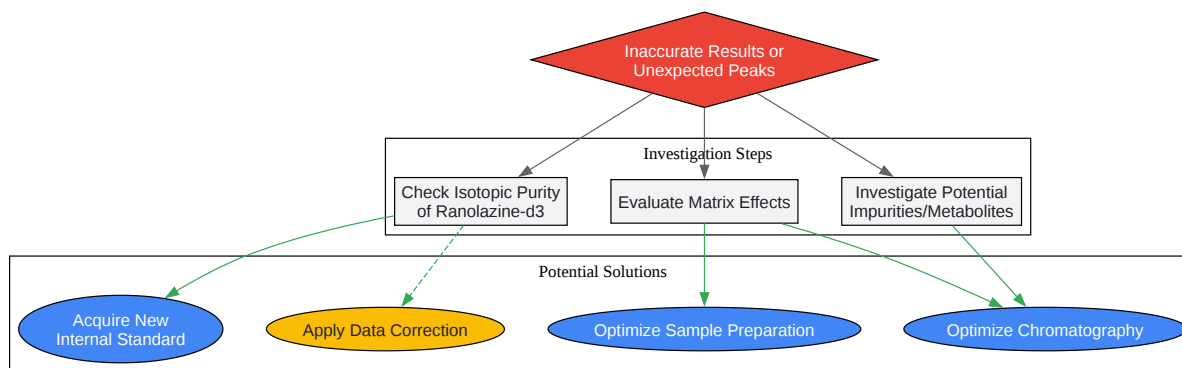 Inaccurate Results or
Unexpected Peaks
Investigation Steps
Check Isotopic Purity
of Ranolazine-d3
Evaluate Matrix Effects
Investigate Potential
Impurities/Metabolites
Potential Solutions
Acquire New
Internal Standard
Apply Data Correction
Optimize Sample Preparation
Optimize Chromatography